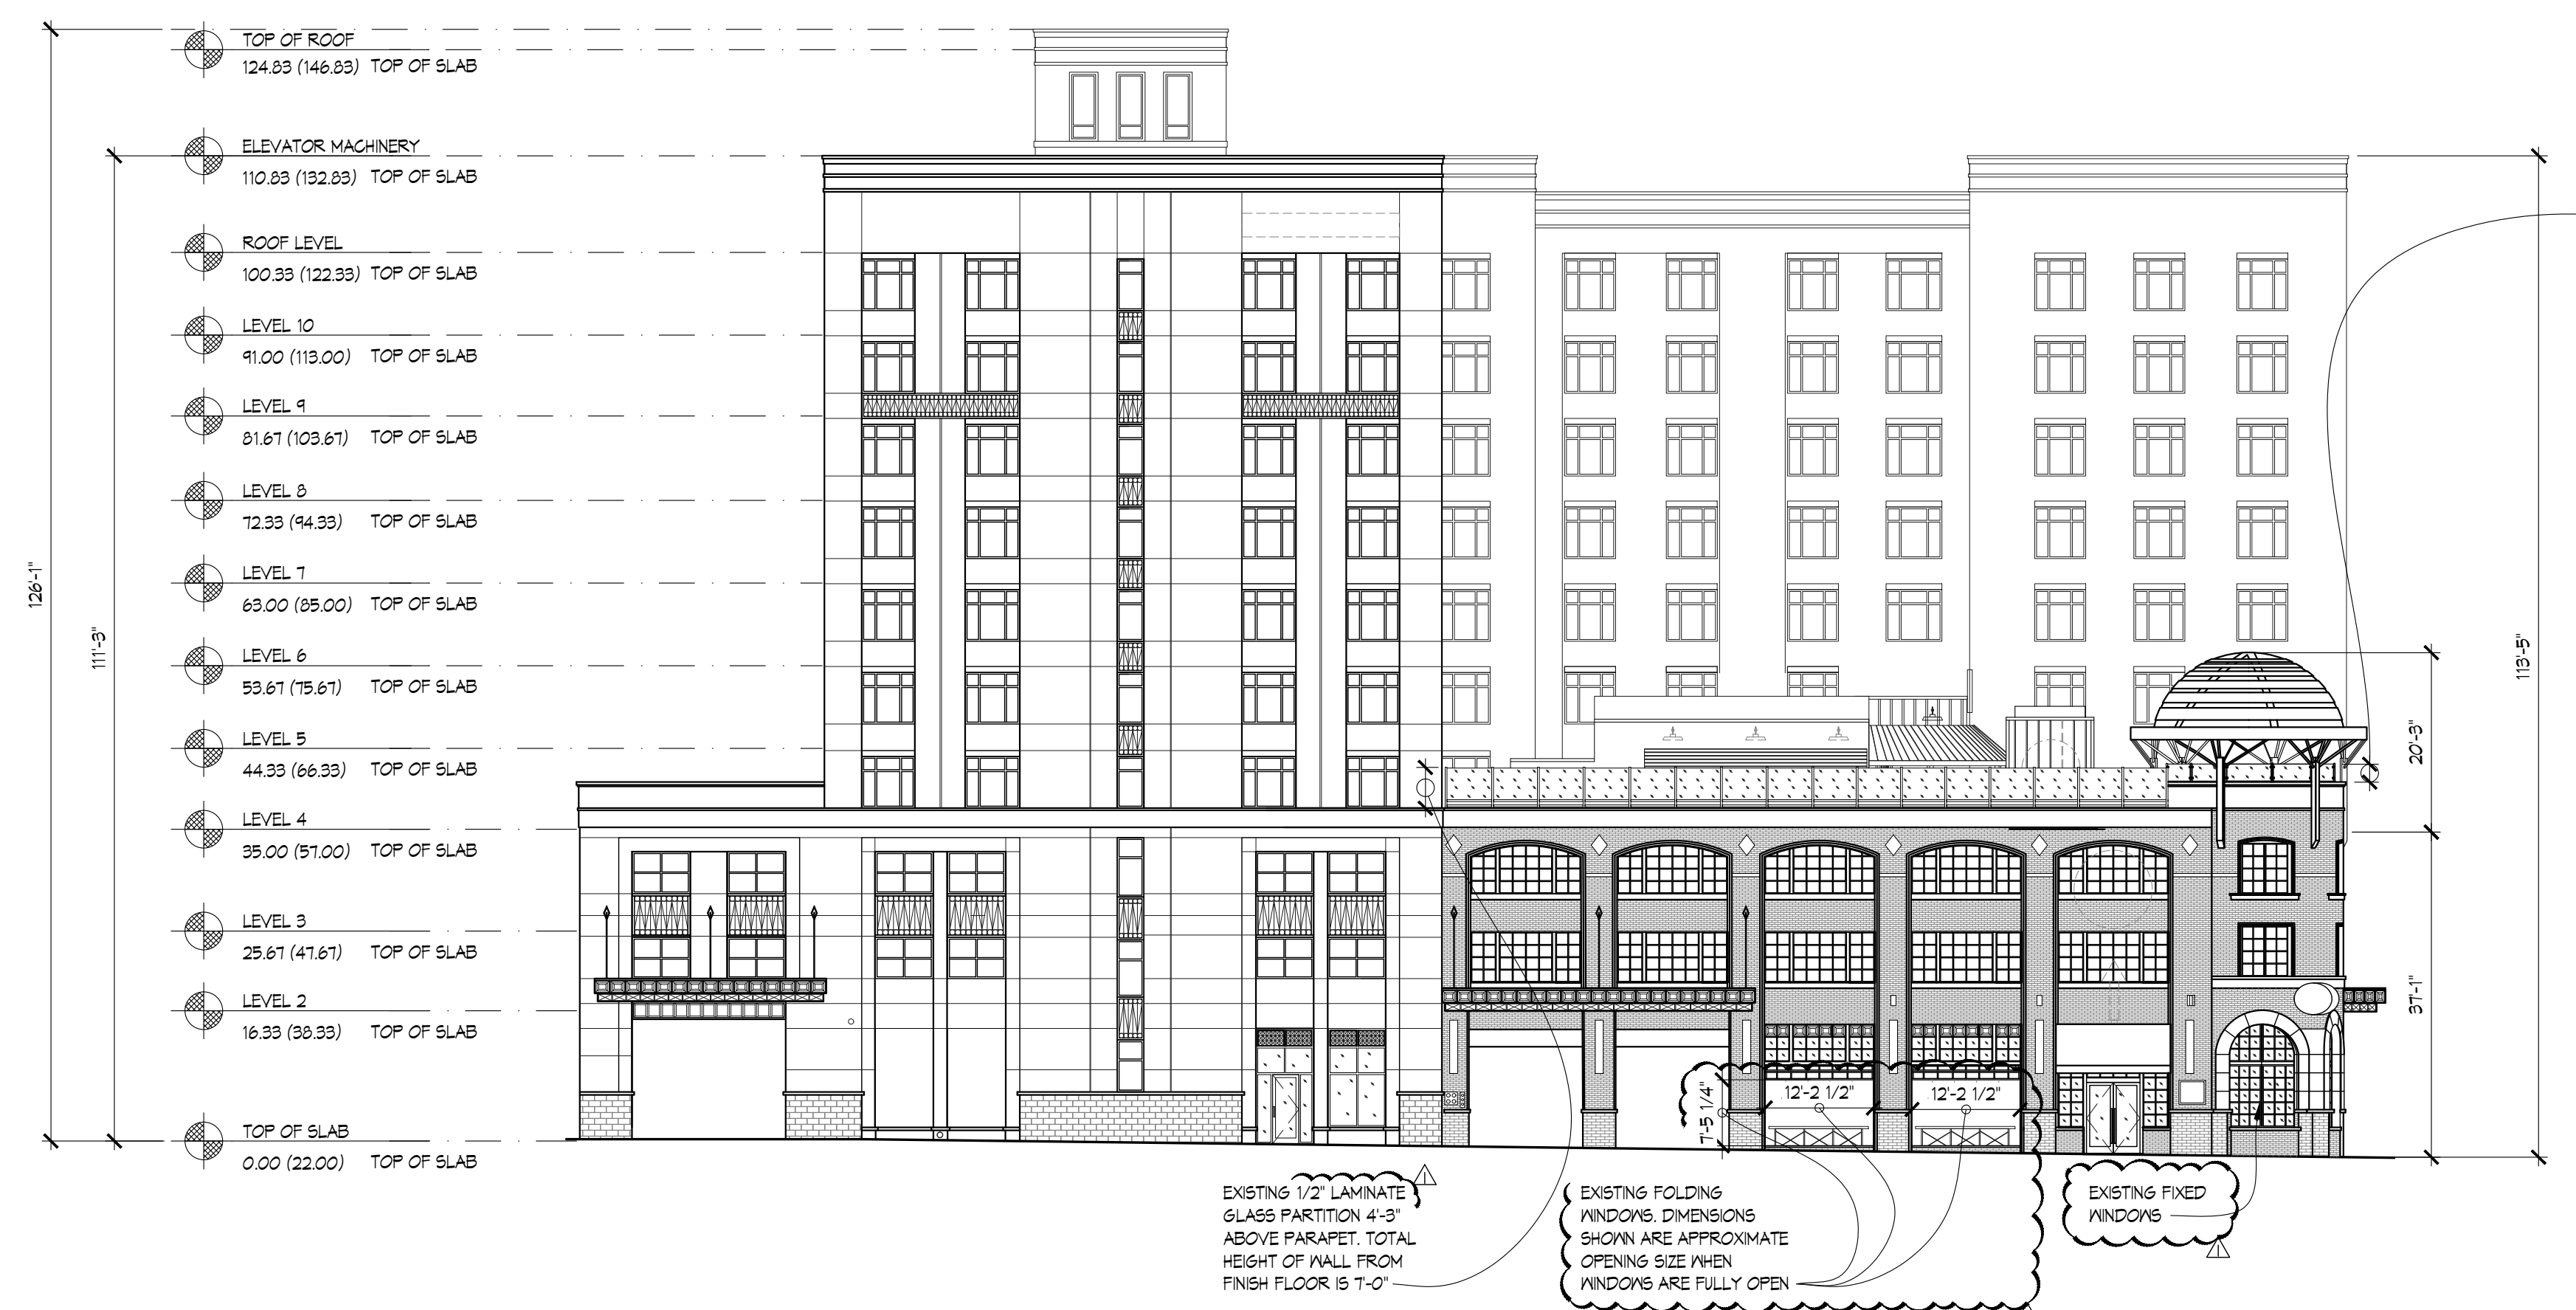 TOP OF ROOF
124.83 (146.83) TOP OF SLAB
ELEVATOR MACHINERY
110.83 (132.83) TOP OF SLAB
ROOF LEVEL
100.33 (122.33) TOP OF SLAB
LEVEL 10
91.00 (113.00) TOP OF SLAB
LEVEL 9
81.67 (103.67) TOP OF SLAB
LEVEL 8
72.33 (94.33) TOP OF SLAB
LEVEL 7
63.00 (85.00) TOP OF SLAB
LEVEL 6
53.67 (75.67) TOP OF SLAB
LEVEL 5
44.33 (66.33) TOP OF SLAB
LEVEL 4
35.00 (57.00) TOP OF SLAB
LEVEL 3
25.67 (47.67) TOP OF SLAB
LEVEL 2
16.33 (38.33) TOP OF SLAB
TOP OF SLAB
0.00 (22.00) TOP OF SLAB
126'-1"
111'-3"
113'-5"
20'-3"
37'-1"
7'-5 1/4"
12'-2 1/2"
12'-2 1/2"
EXISTING 1/2" LAMINATE
GLASS PARTITION 4'-3"
ABOVE PARAPET. TOTAL
HEIGHT OF WALL FROM
FINISH FLOOR IS 7'-0"
1
EXISTING FOLDING
WINDOWS. DIMENSIONS
SHOWN ARE APPROXIMATE
OPENING SIZE WHEN
WINDOWS ARE FULLY OPEN
EXISTING FIXED
WINDOWS
1